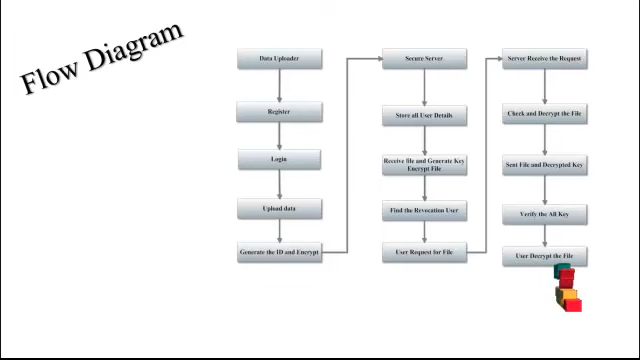 Flow Diagram
Data Uploader
Register
Login
Upload data
Generate the ID and Encrypt
Secure Server
Store all User Details
Receive file and Generate Key
Encrypt File
Find the Revocation User
User Request for File
Server Receive the Request
Check and Decrypt the File
Sent File and Decrypted Key
Verify the All Key
User Decrypt the File